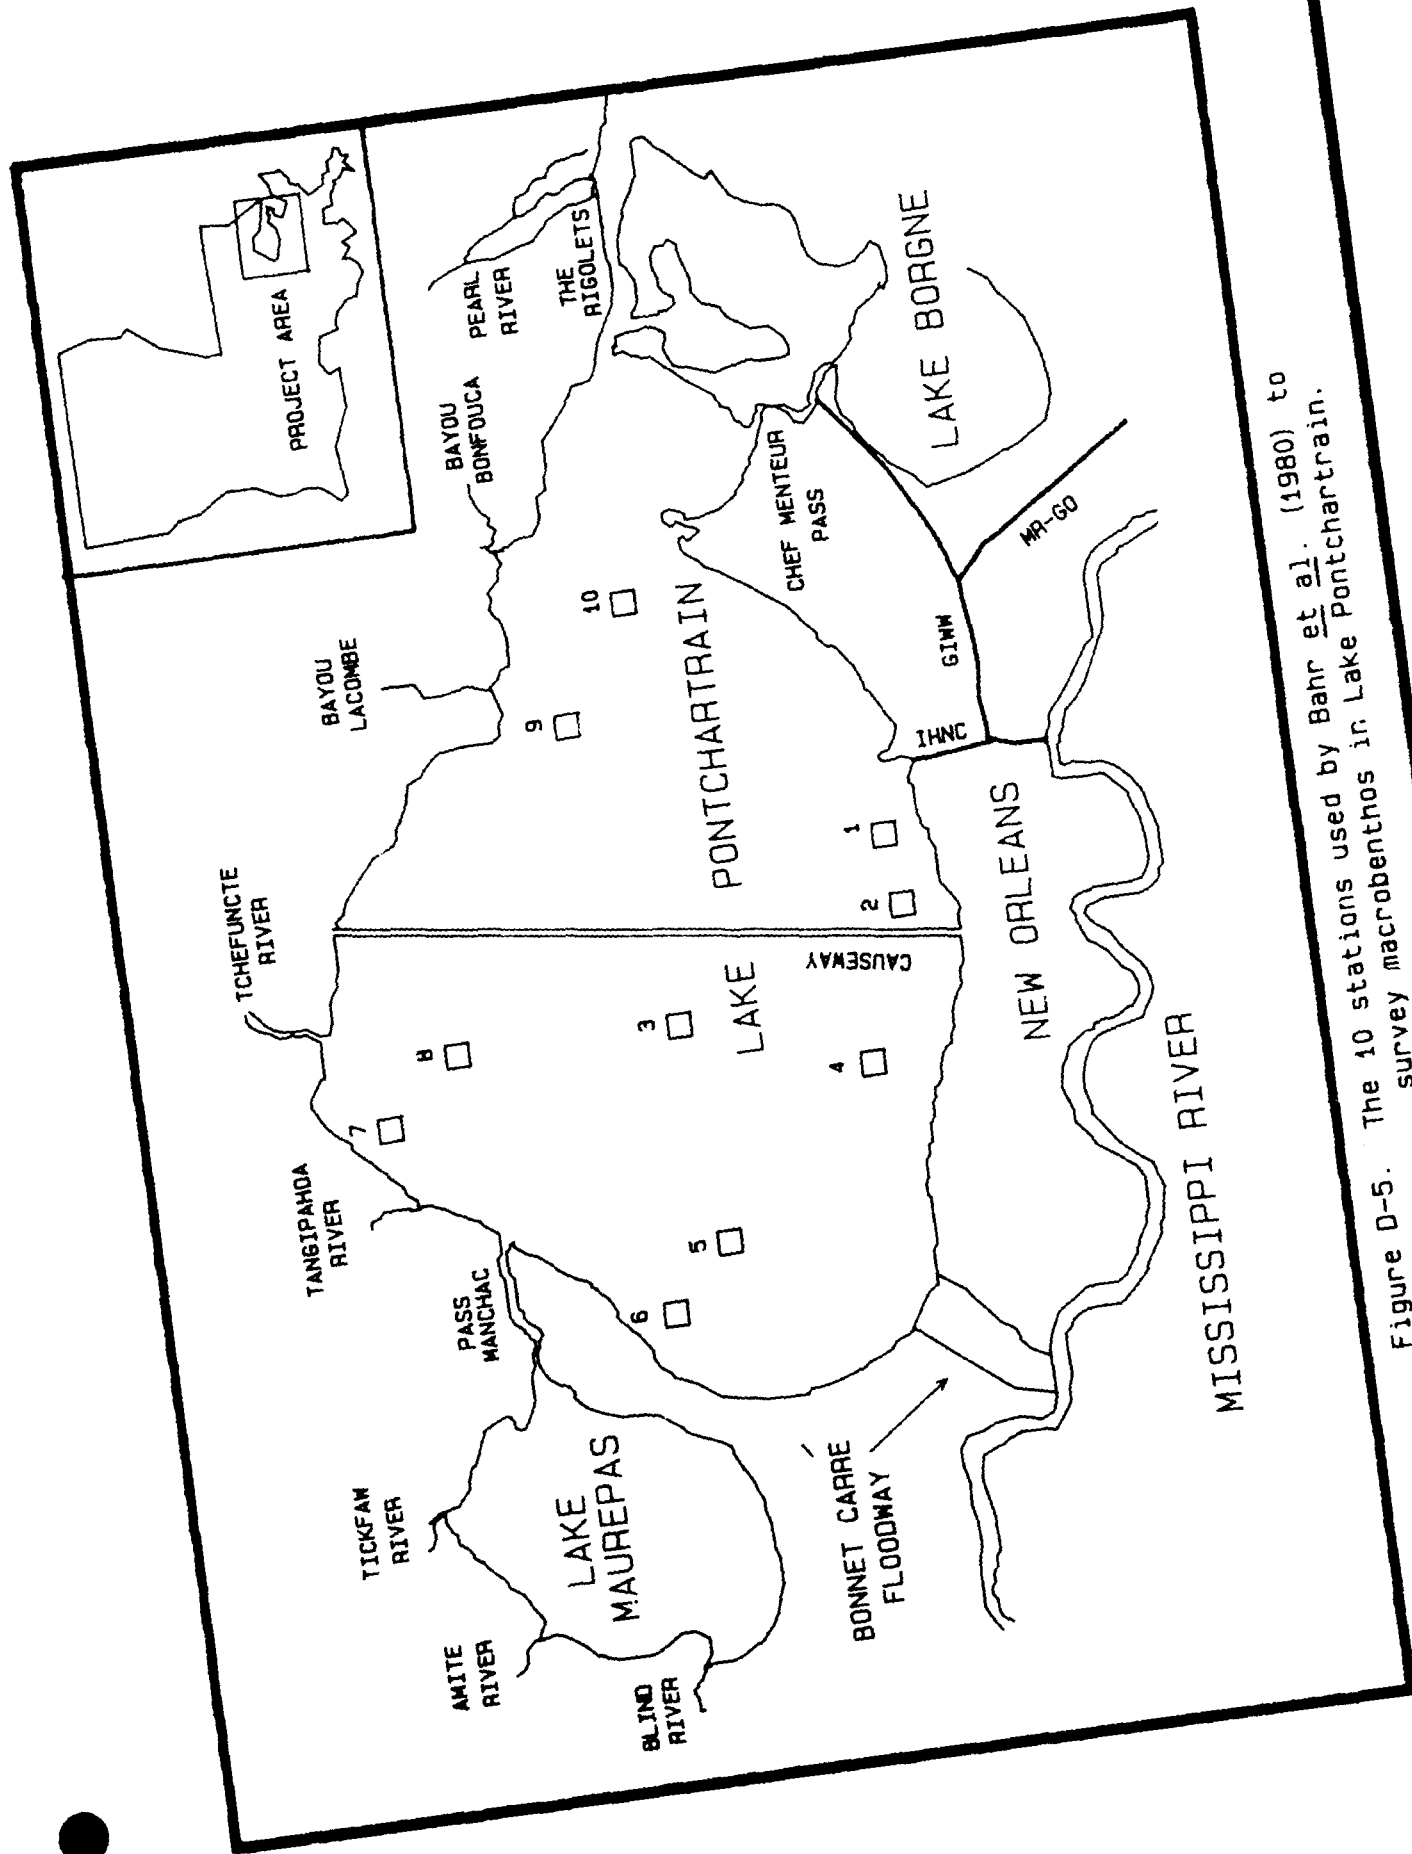 PROJECT AREA
TICKFAW
RIVER
AMITE
RIVER
BLIND
RIVER
LAKE
MAUREPAS
PASS
MANCHAC
TANGIPAHOA
RIVER
TCHEFUNCTE
RIVER
BAYOU
LACOMBE
BAYOU
BONFOUCA
PEARL
RIVER
THE
RIGOLETS
7
8
9
10
6
5
3
4
2
1
LAKE
PONTCHARTRAIN
CAUSEWAY
CHEF MENTEUR
PASS
LAKE BORGNE
IHNC
GIWW
MR-GO
NEW ORLEANS
BONNET CARRE
FLOODWAY
MISSISSIPPI RIVER
Figure D-5. The 10 stations used by Bahr et al. (1980) to
survey macrobenthos in Lake Pontchartrain.